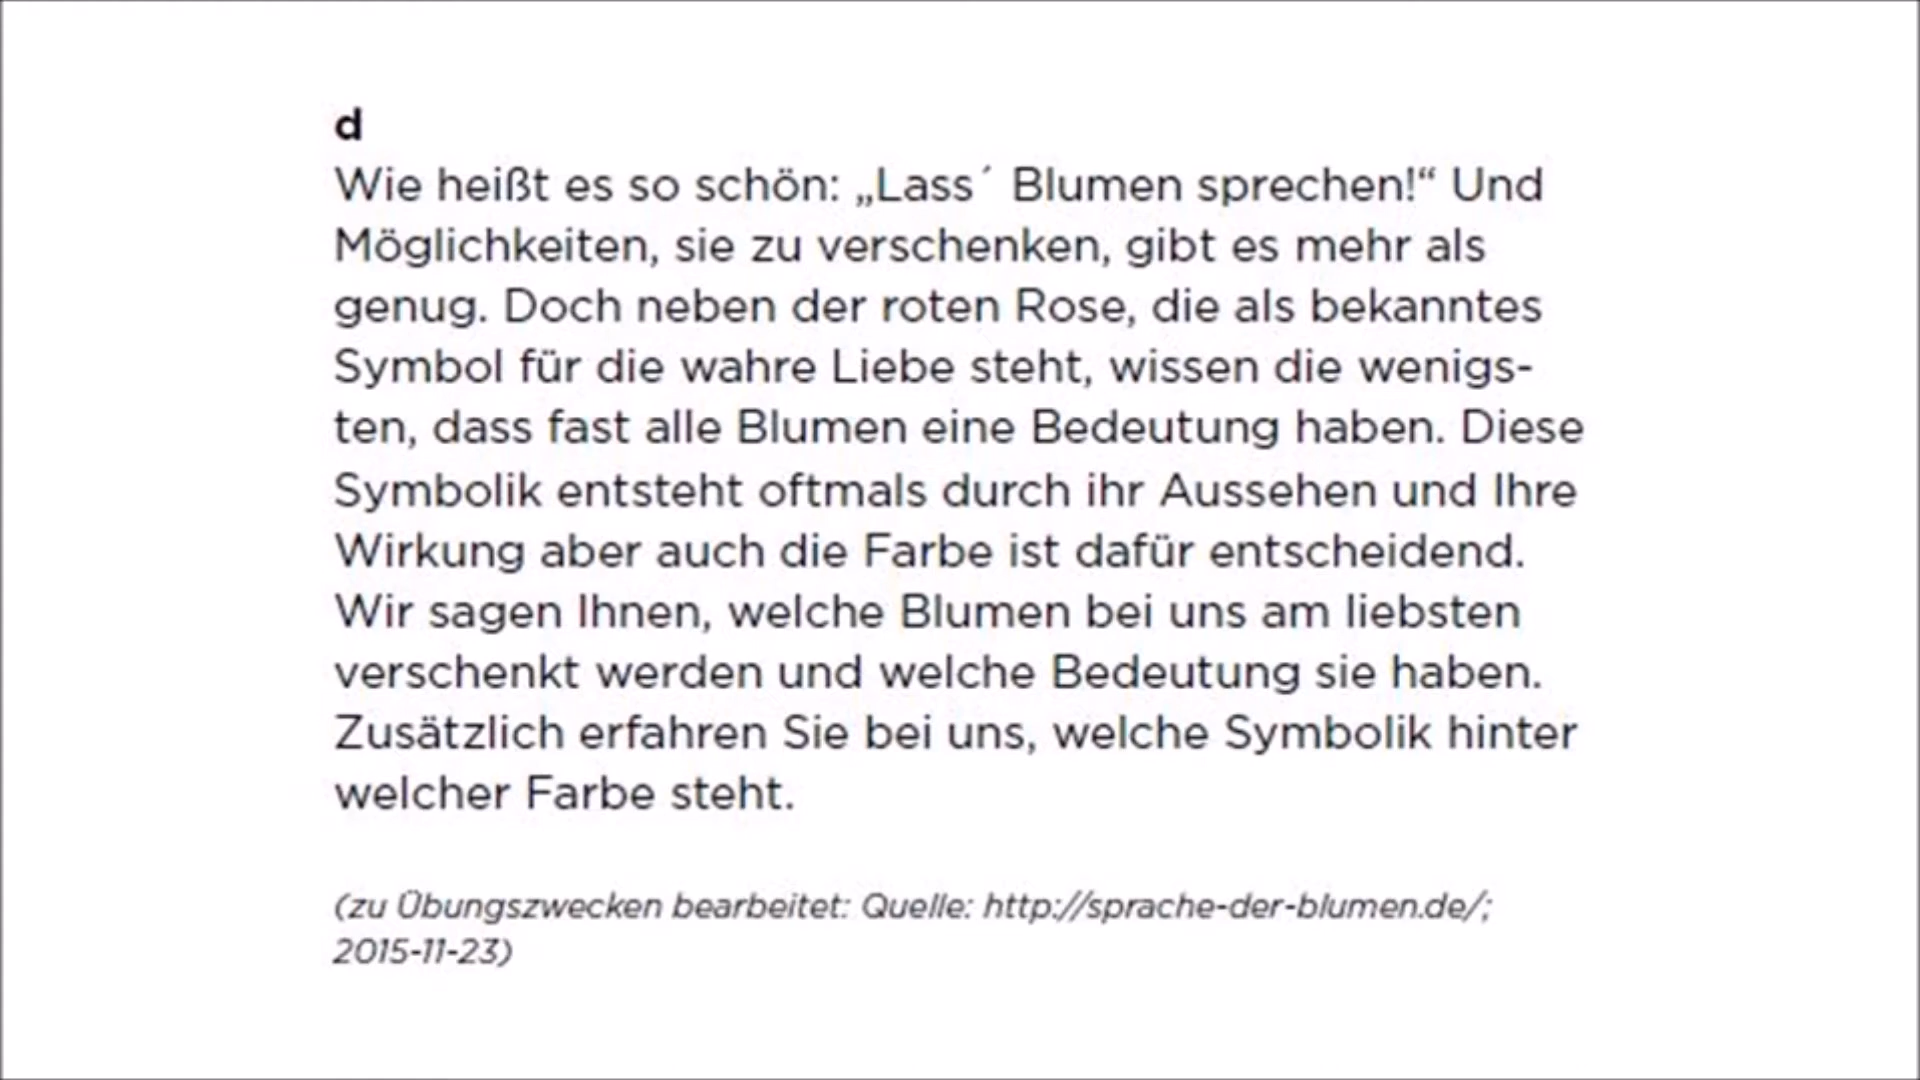 d
Wie heißt es so schön: „Lass´ Blumen sprechen!“ Und
Möglichkeiten, sie zu verschenken, gibt es mehr als
genug. Doch neben der roten Rose, die als bekanntes
Symbol für die wahre Liebe steht, wissen die wenigs-
ten, dass fast alle Blumen eine Bedeutung haben. Diese
Symbolik entsteht oftmals durch ihr Aussehen und Ihre
Wirkung aber auch die Farbe ist dafür entscheidend.
Wir sagen Ihnen, welche Blumen bei uns am liebsten
verschenkt werden und welche Bedeutung sie haben.
Zusätzlich erfahren Sie bei uns, welche Symbolik hinter
welcher Farbe steht.
(zu Übungszwecken bearbeitet: Quelle: http://sprache-der-blumen.de/;
2015-11-23)